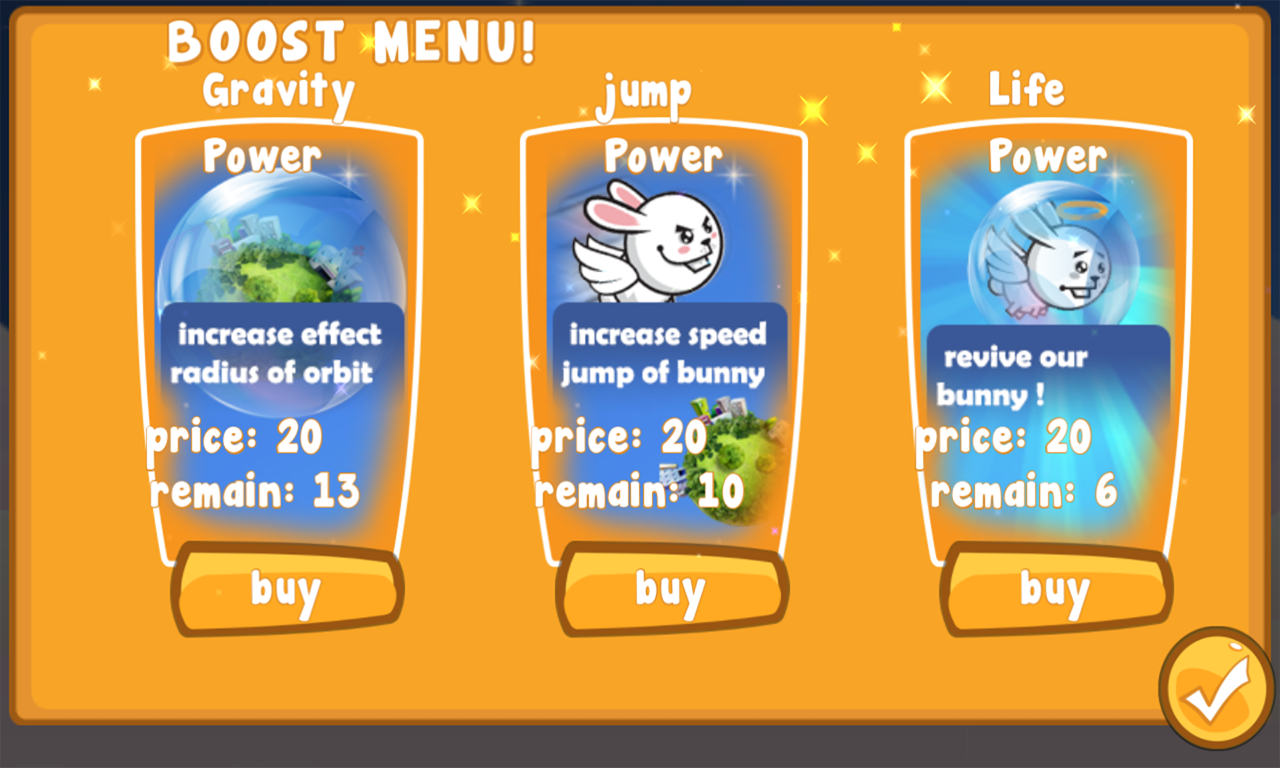 BOOST MENU!
Gravity
Power
increase effect
radius of orbit
price: 20
remain: 13
buy
jump
Power
increase speed
jump of bunny
price: 20
remain: 10
buy
Life
Power
revive our
bunny !
price: 20
remain: 6
buy